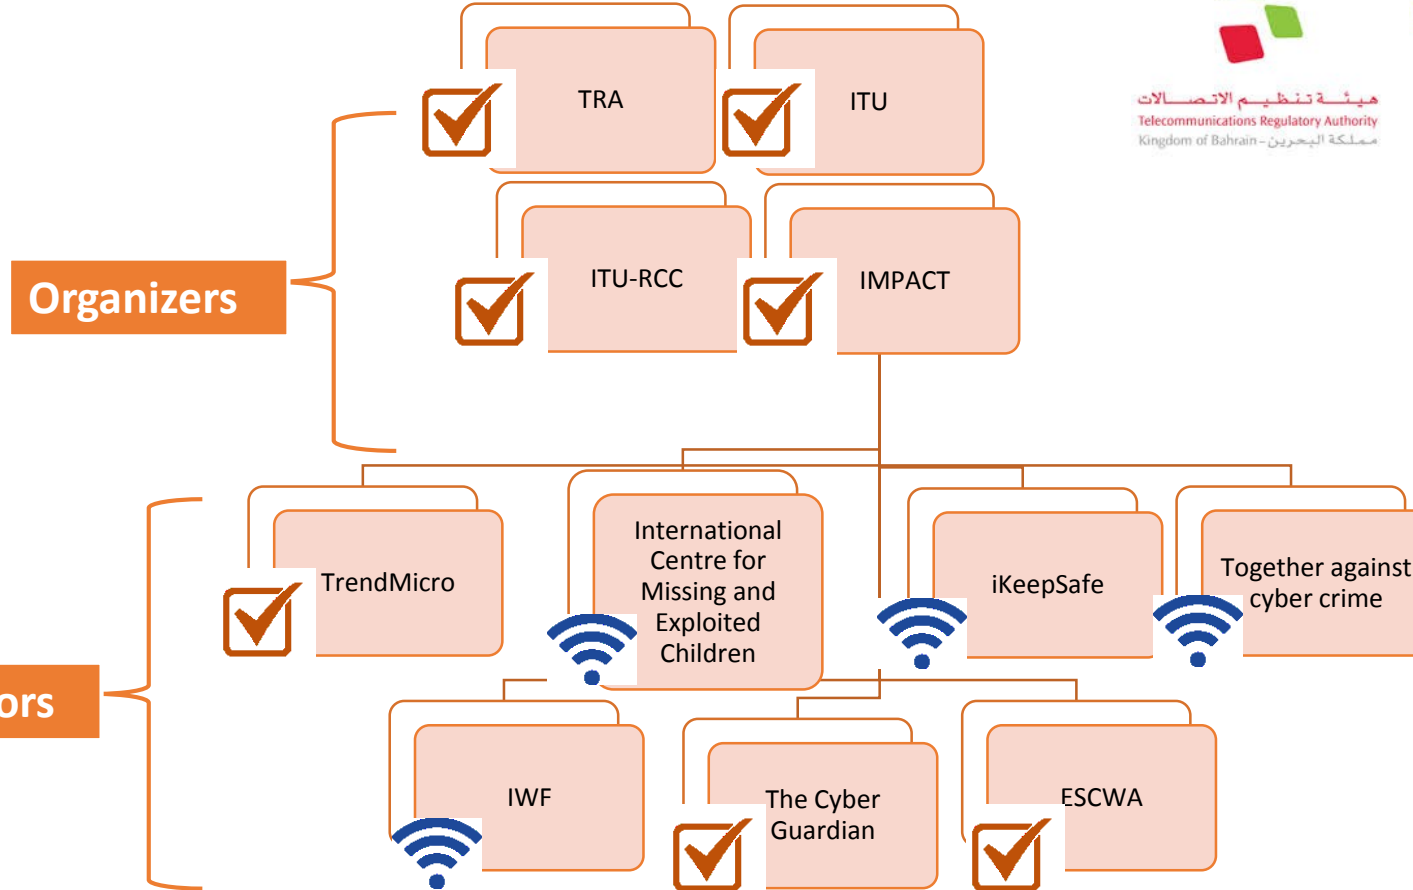 TRA
ITU
هيئة تنظيم الاتصالات
Telecommunications Regulatory Authority
Kingdom of Bahrain - مملكة البحرين
ITU-RCC
IMPACT
Organizers
TrendMicro
International
Centre for
Missing and
Exploited
Children
iKeepSafe
Together against
cyber crime
ors
IWF
The Cyber
Guardian
ESCWA